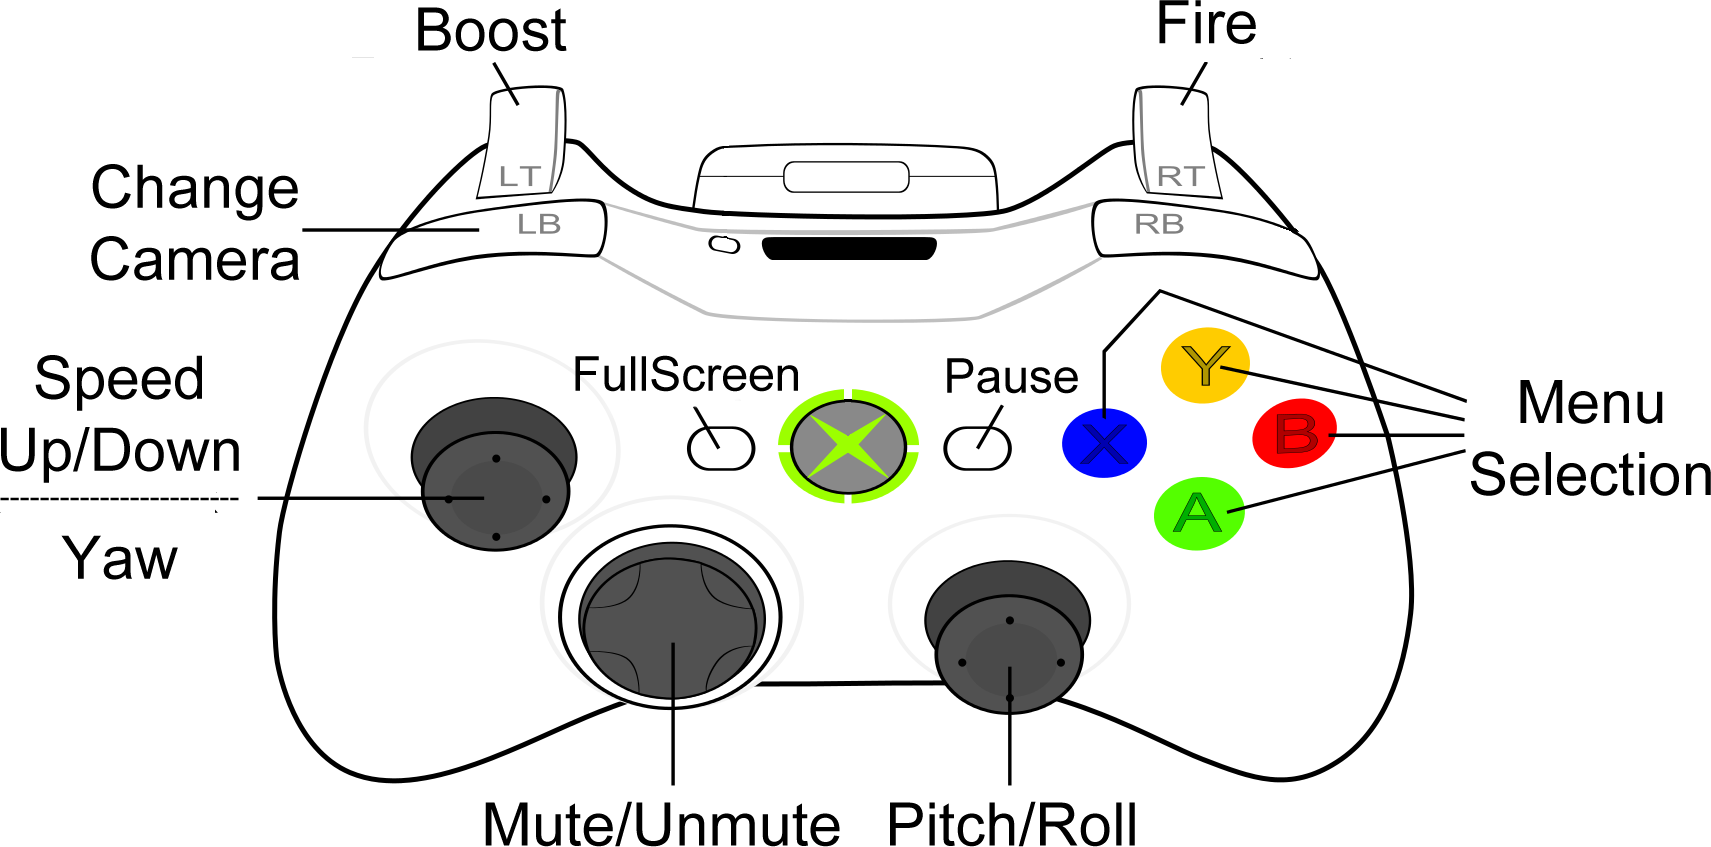 Boost
Fire
LT
RT
Change
Camera
LB
RB
Speed
Up/Down
Yaw
FullScreen
Pause
Y
X
B
A
Menu
Selection
Mute/Unmute
Pitch/Roll